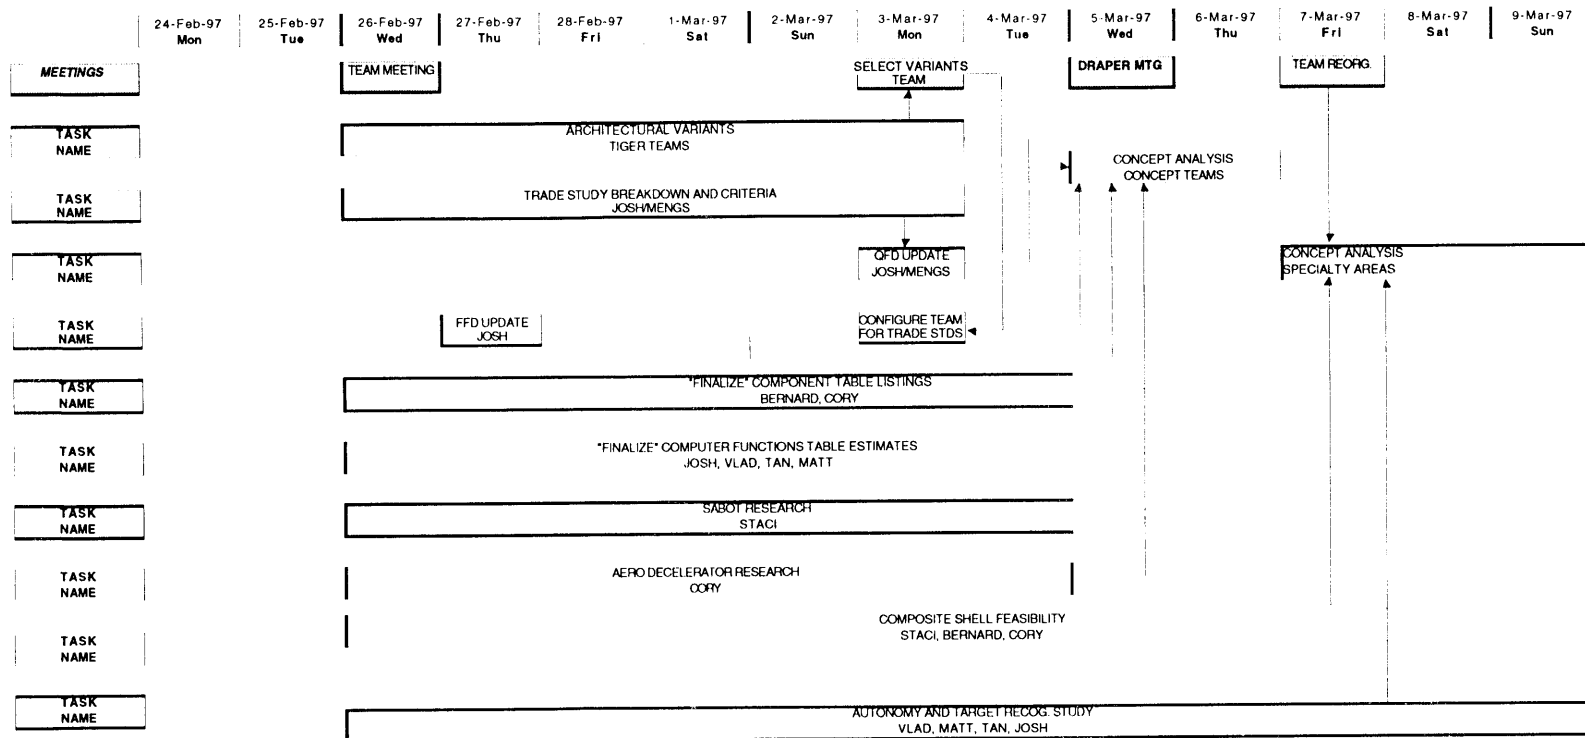 24-Feb-97 25-Feb-97 26-Feb-97 27-Feb-97 28-Feb-97 1-Mar-97 2-Mar-97 3-Mar-97 4-Mar-97 5-Mar-97 6-Mar-97 7-Mar-97 8-Mar-97 9-Mar-97
Mon Tue Wed Thu Fri Sat Sun Mon Tue Wed Thu Fri Sat Sun
MEETINGS
TEAM MEETING
SELECT VARIANTS
TEAM
DRAPER MTG
TEAM REORG.
TASK
NAME
ARCHITECTURAL VARIANTS
TIGER TEAMS
CONCEPT ANALYSIS
CONCEPT TEAMS
TASK
NAME
TRADE STUDY BREAKDOWN AND CRITERIA
JOSH/MENGS
TASK
NAME
QFD UPDATE
JOSH/MENGS
CONCEPT ANALYSIS
SPECIALTY AREAS
TASK
NAME
FFD UPDATE
JOSH
CONFIGURE TEAM
FOR TRADE STDS
TASK
NAME
"FINALIZE" COMPONENT TABLE LISTINGS
BERNARD, CORY
TASK
NAME
"FINALIZE" COMPUTER FUNCTIONS TABLE ESTIMATES
JOSH, VLAD, TAN, MATT
TASK
NAME
SABOT RESEARCH
STACI
TASK
NAME
AERO DECELERATOR RESEARCH
CORY
TASK
NAME
COMPOSITE SHELL FEASIBILITY
STACI, BERNARD, CORY
TASK
NAME
AUTONOMY AND TARGET RECOG. STUDY
VLAD, MATT, TAN, JOSH